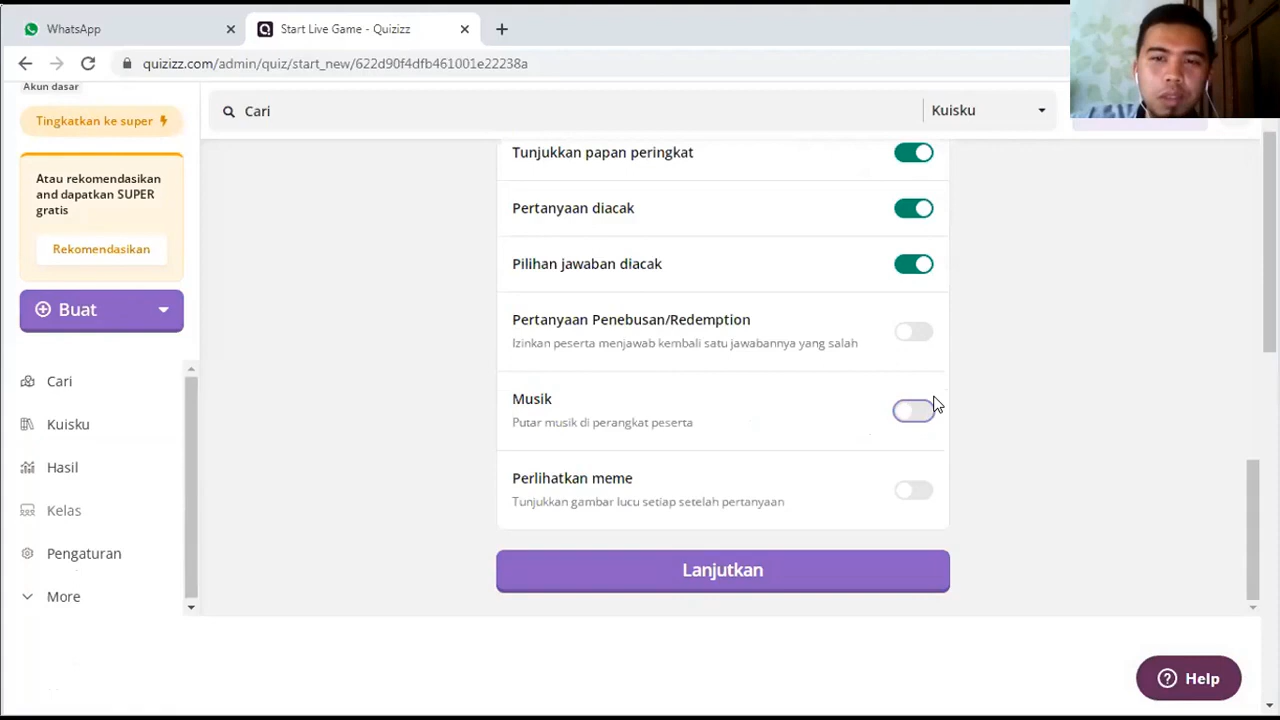 WhatsApp
Start Live Game - Quizizz
quizizz.com/admin/quiz/start_new/622d90f4dfb461001e22238a
Akun dasar
Tingkatkan ke super
Atau rekomendasikan
and dapatkan SUPER
gratis
Rekomendasikan
Buat
Cari
Kuisku
Hasil
Kelas
Pengaturan
More
Cari
Kuisku
Tunjukkan papan peringkat
Pertanyaan diacak
Pilihan jawaban diacak
Pertanyaan Penebusan/Redemption
Izinkan peserta menjawab kembali satu jawabannya yang salah
Musik
Putar musik di perangkat peserta
Perlihatkan meme
Tunjukkan gambar lucu setiap setelah pertanyaan
Lanjutkan
Help